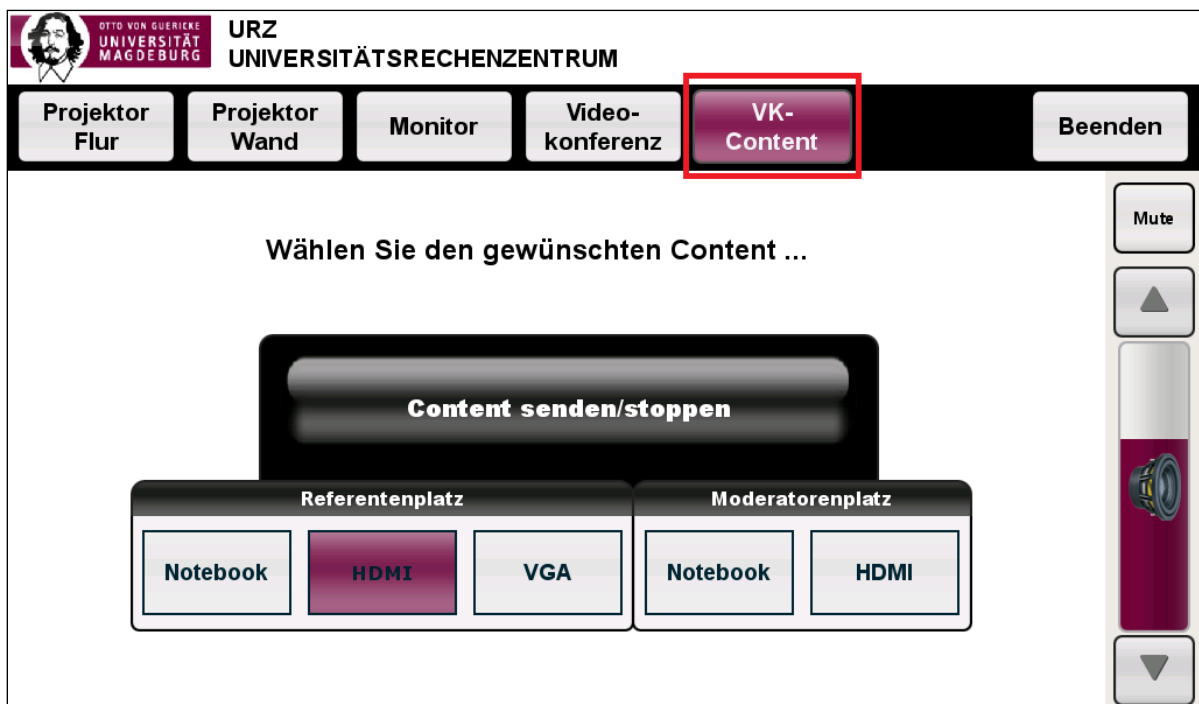 OTTO VON GUERICKE
UNIVERSITÄT
MAGDEBURG
URZ
UNIVERSITÄTSRECHENZENTRUM
Projektor
Flur
Projektor
Wand
Monitor
Video-
konferenz
VK-
Content
Beenden
Mute
Wählen Sie den gewünschten Content ...
Content senden/stoppen
Referentenplatz
Moderatorenplatz
Notebook
HDMI
VGA
Notebook
HDMI